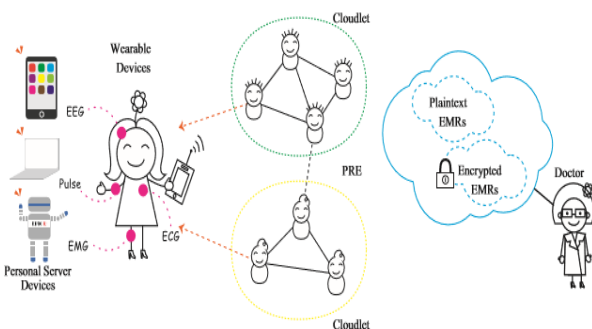 Cloudlet
Wearable
Devices
EEG
Plaintext
EMRs
PRE
Encrypted
EMRs
Doctor
Pulse
EMG
ECG
Personal Server
Devices
Cloudlet